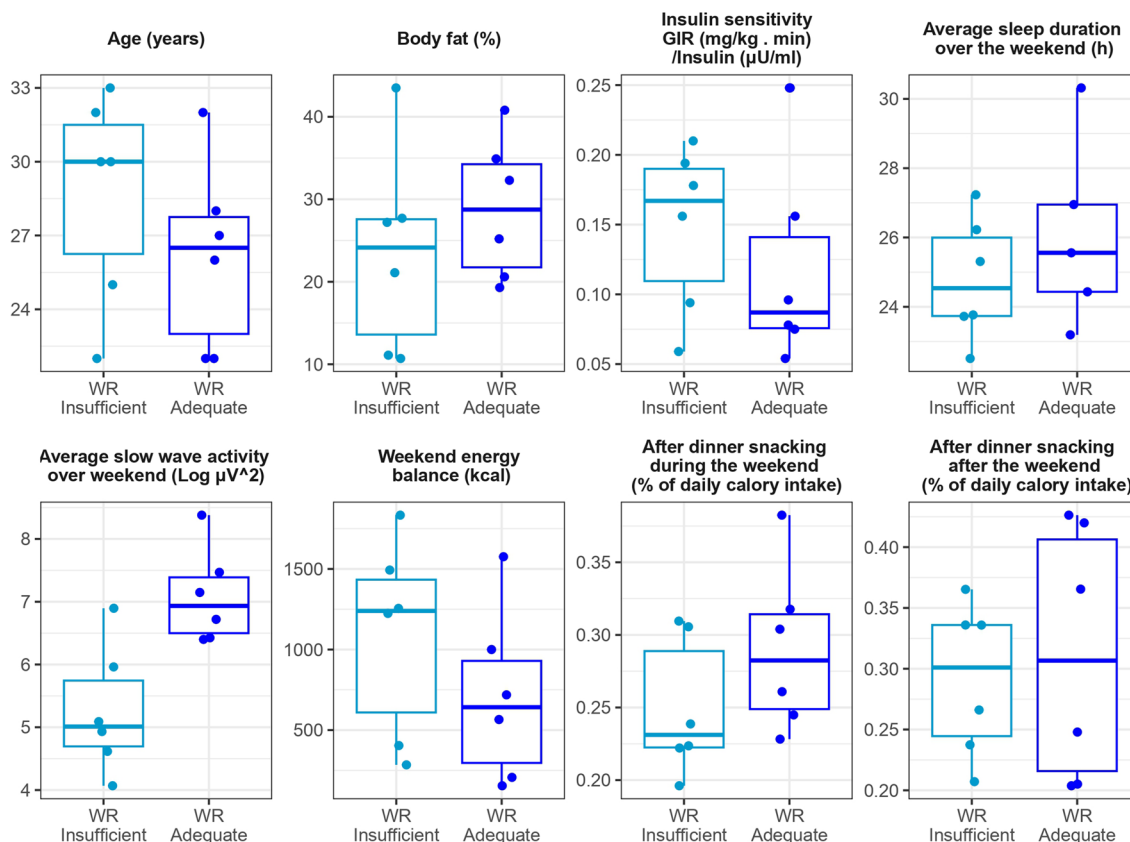 Age (years)
33
30
27
24
WR
Insufficient
WR
Adequate
Body fat (%)
40
30
20
10
WR
Insufficient
WR
Adequate
Insulin sensitivity
GIR (mg/kg . min)
/Insulin (µU/ml)
0.25
0.20
0.15
0.10
0.05
WR
Insufficient
WR
Adequate
Average sleep duration
over the weekend (h)
30
28
26
24
WR
Insufficient
WR
Adequate
Average slow wave activity
over weekend (Log µV^2)
8
7
6
5
4
WR
Insufficient
WR
Adequate
Weekend energy
balance (kcal)
1500
1000
500
WR
Insufficient
WR
Adequate
After dinner snacking
during the weekend
(% of daily calory intake)
0.35
0.30
0.25
0.20
WR
Insufficient
WR
Adequate
After dinner snacking
after the weekend
(% of daily calory intake)
0.40
0.35
0.30
0.25
0.20
WR
Insufficient
WR
Adequate